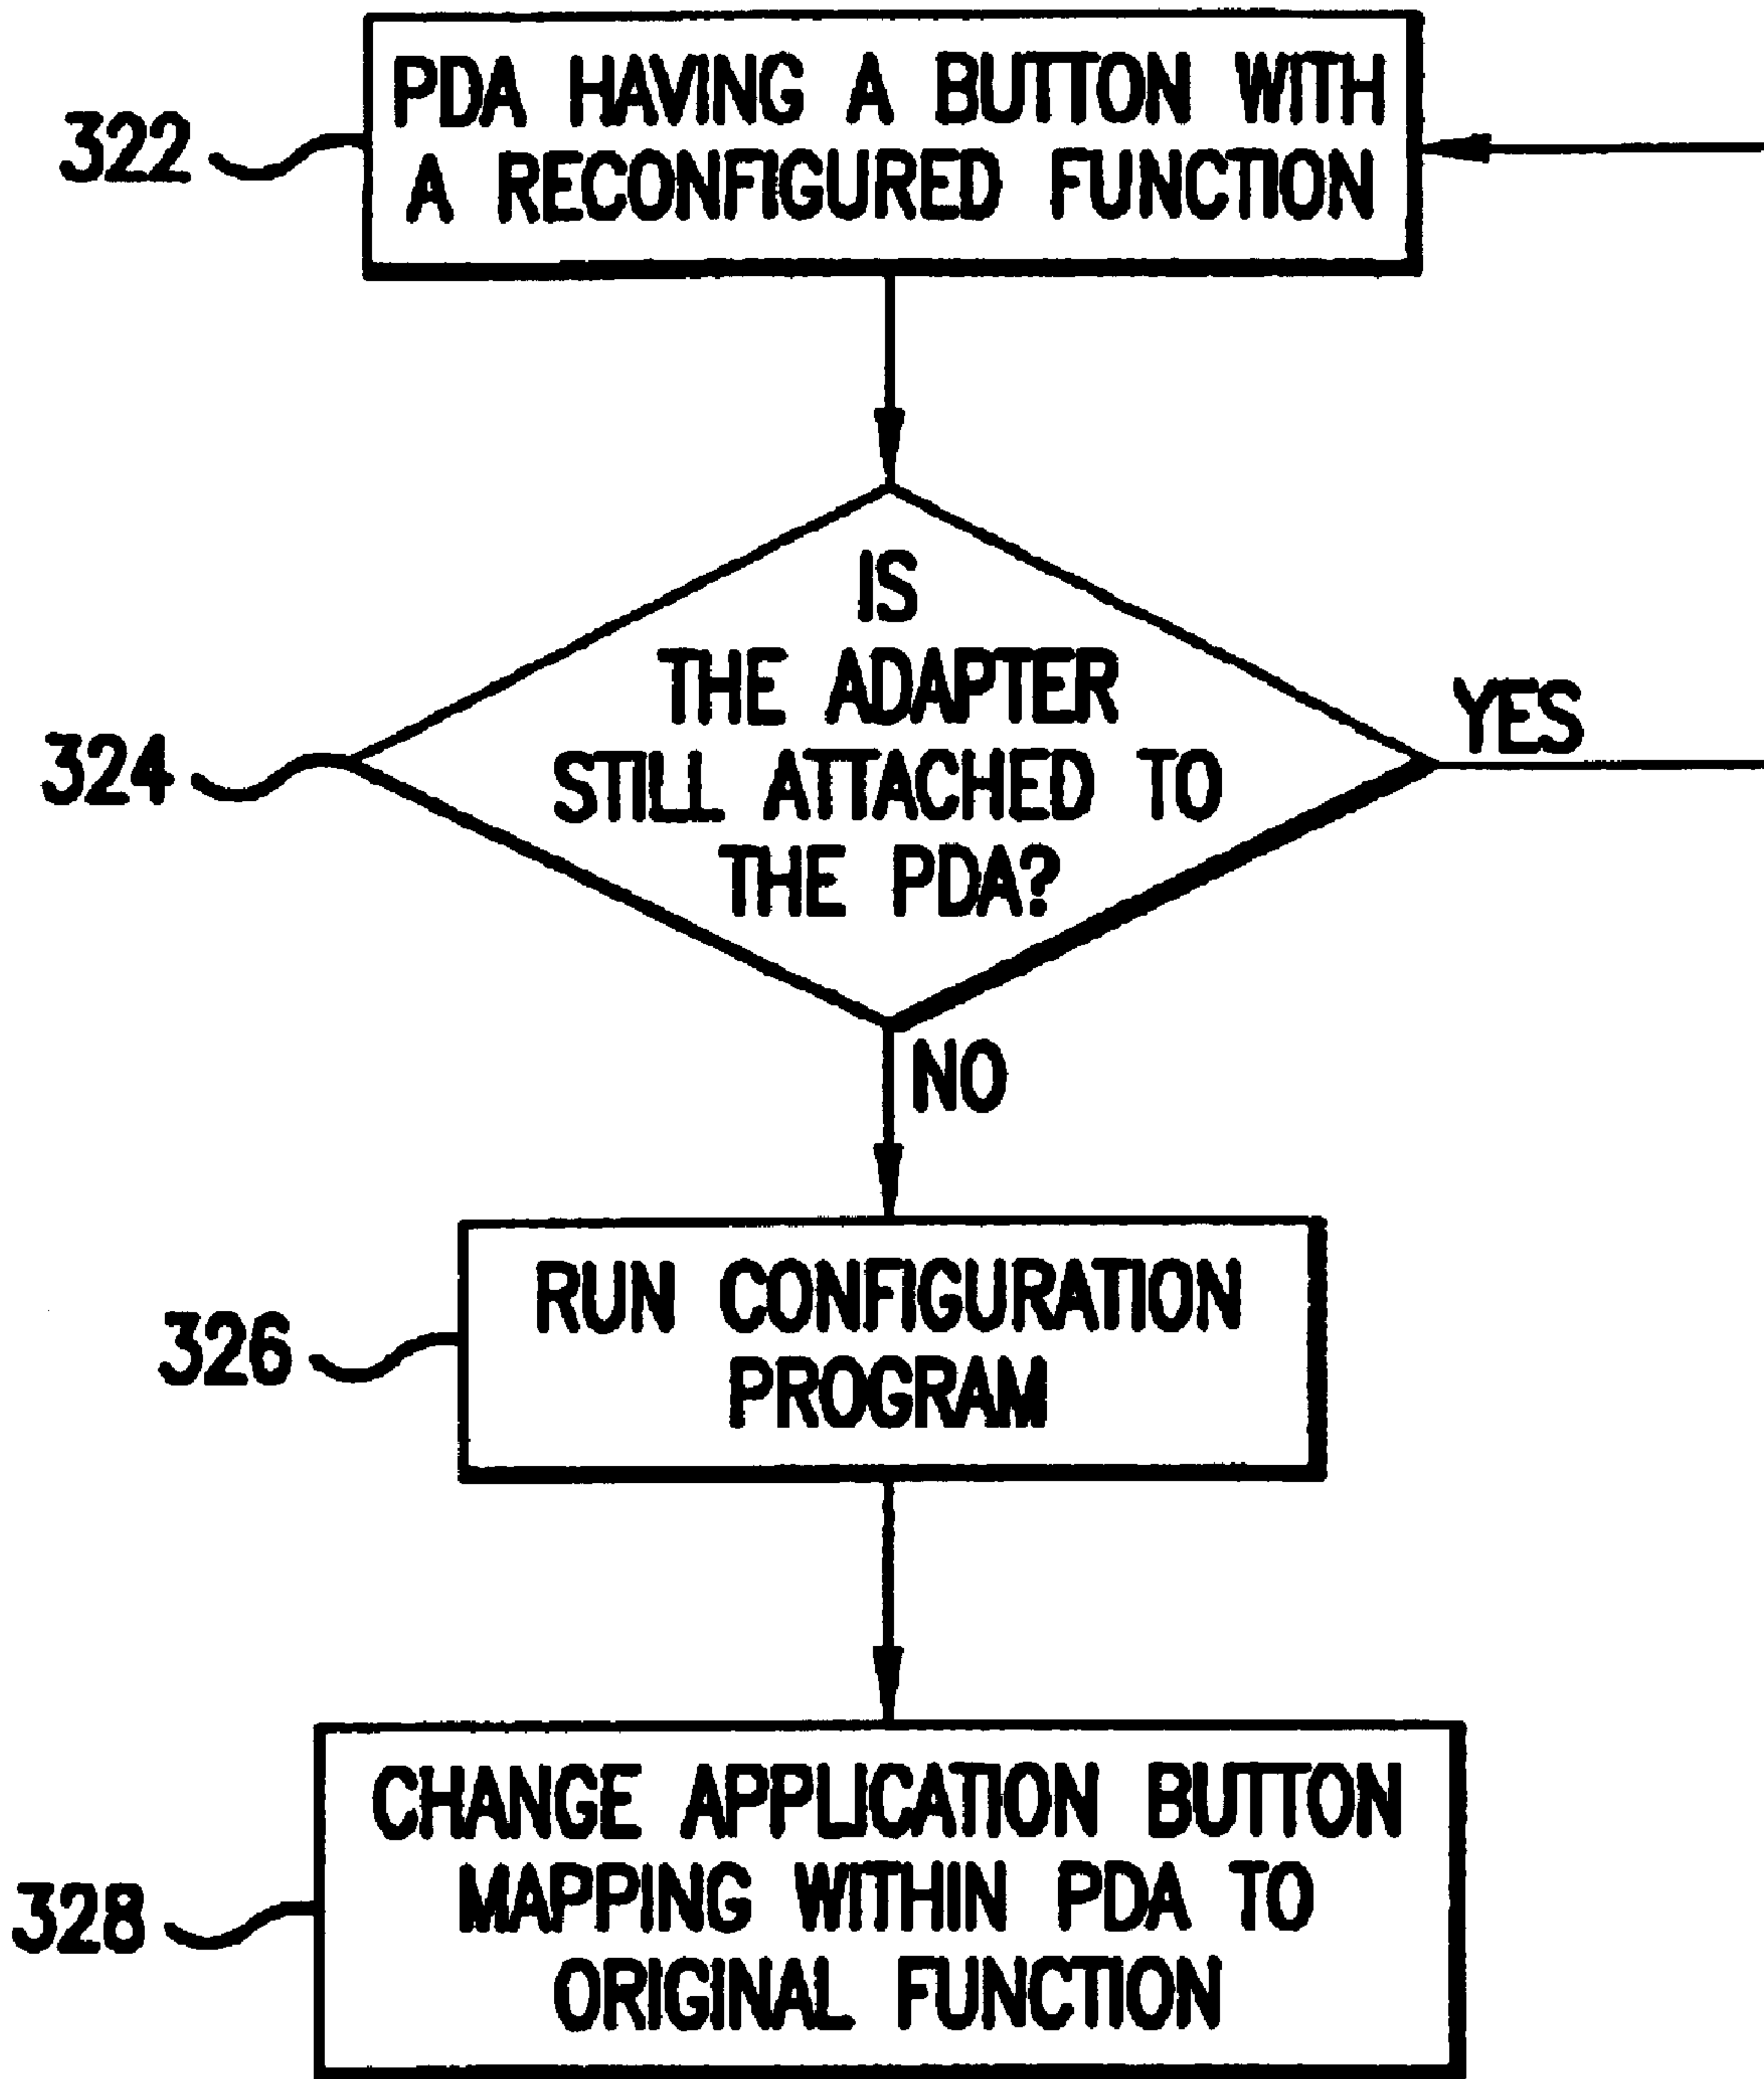 322
PDA HAVING A BUTTON WITH
A RECONFIGURED FUNCTION
324
IS
THE ADAPTER
STILL ATTACHED TO
THE PDA?
YES
NO
326
RUN CONFIGURATION
PROGRAM
328
CHANGE APPLICATION BUTTON
MAPPING WITHIN PDA TO
ORIGINAL FUNCTION